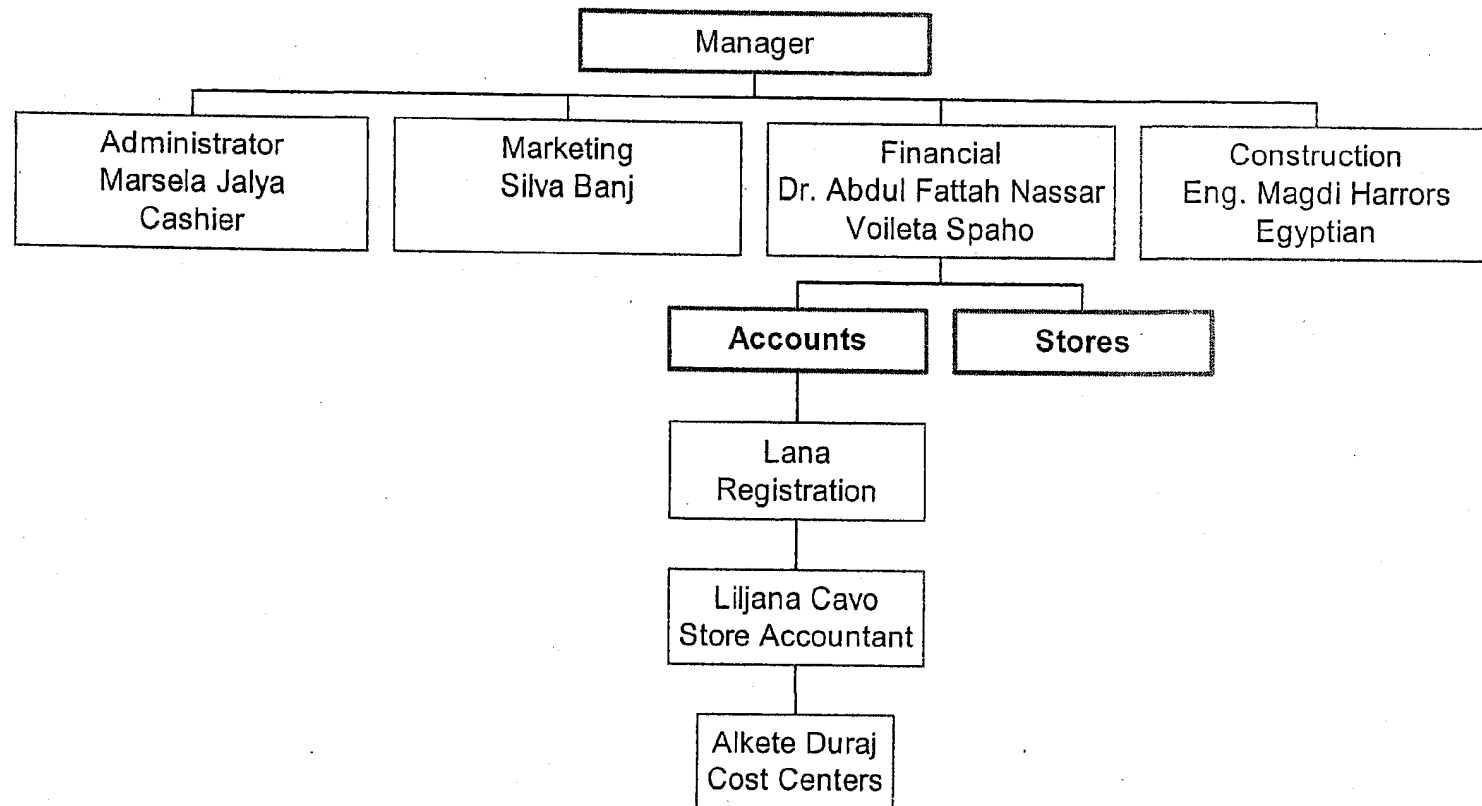 Manager
Administrator
Marsela Jalya
Cashier
Marketing
Silva Banj
Financial
Dr. Abdul Fattah Nassar
Voileta Spaho
Construction
Eng. Magdi Harrors
Egyptian
Accounts
Stores
Lana
Registration
Liljana Cavo
Store Accountant
Alkete Duraj
Cost Centers